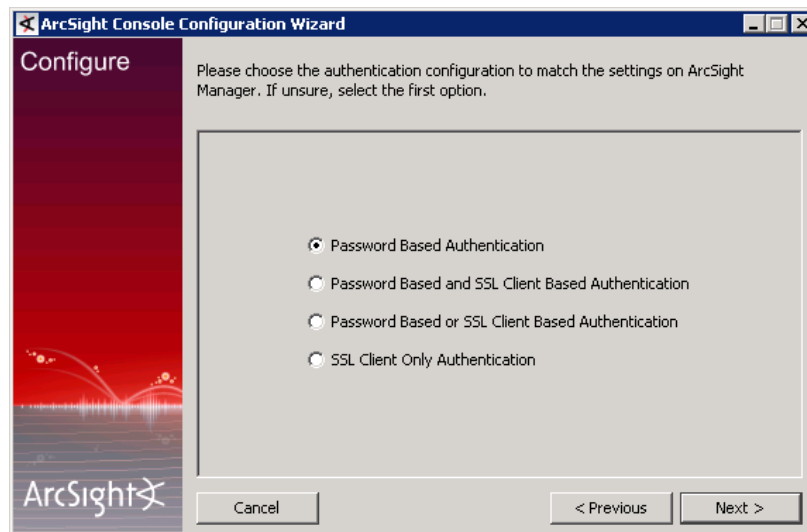 ArcSight Console Configuration Wizard
Configure
Please choose the authentication configuration to match the settings on ArcSight
Manager. If unsure, select the first option.
Password Based Authentication
Password Based and SSL Client Based Authentication
Password Based or SSL Client Based Authentication
SSL Client Only Authentication
ArcSight
Cancel
< Previous
Next >